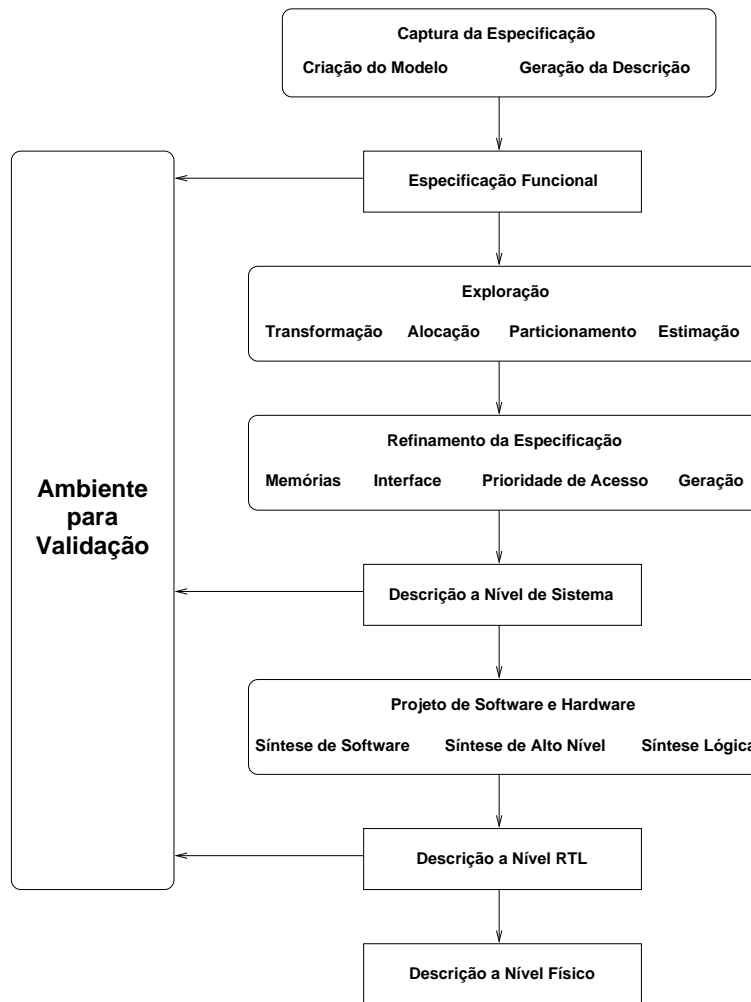 Captura da Especificação
Criação do Modelo Geração da Descrição
Especificação Funcional
Exploração
Transformação Alocação Particionamento Estimação
Refinamento da Especificação
Memórias Interface Prioridade de Acesso Geração
Ambiente
para
Validação
Descrição a Nível de Sistema
Projeto de Software e Hardware
Síntese de Software Síntese de Alto Nível Síntese Lógica
Descrição a Nível RTL
Descrição a Nível Físico